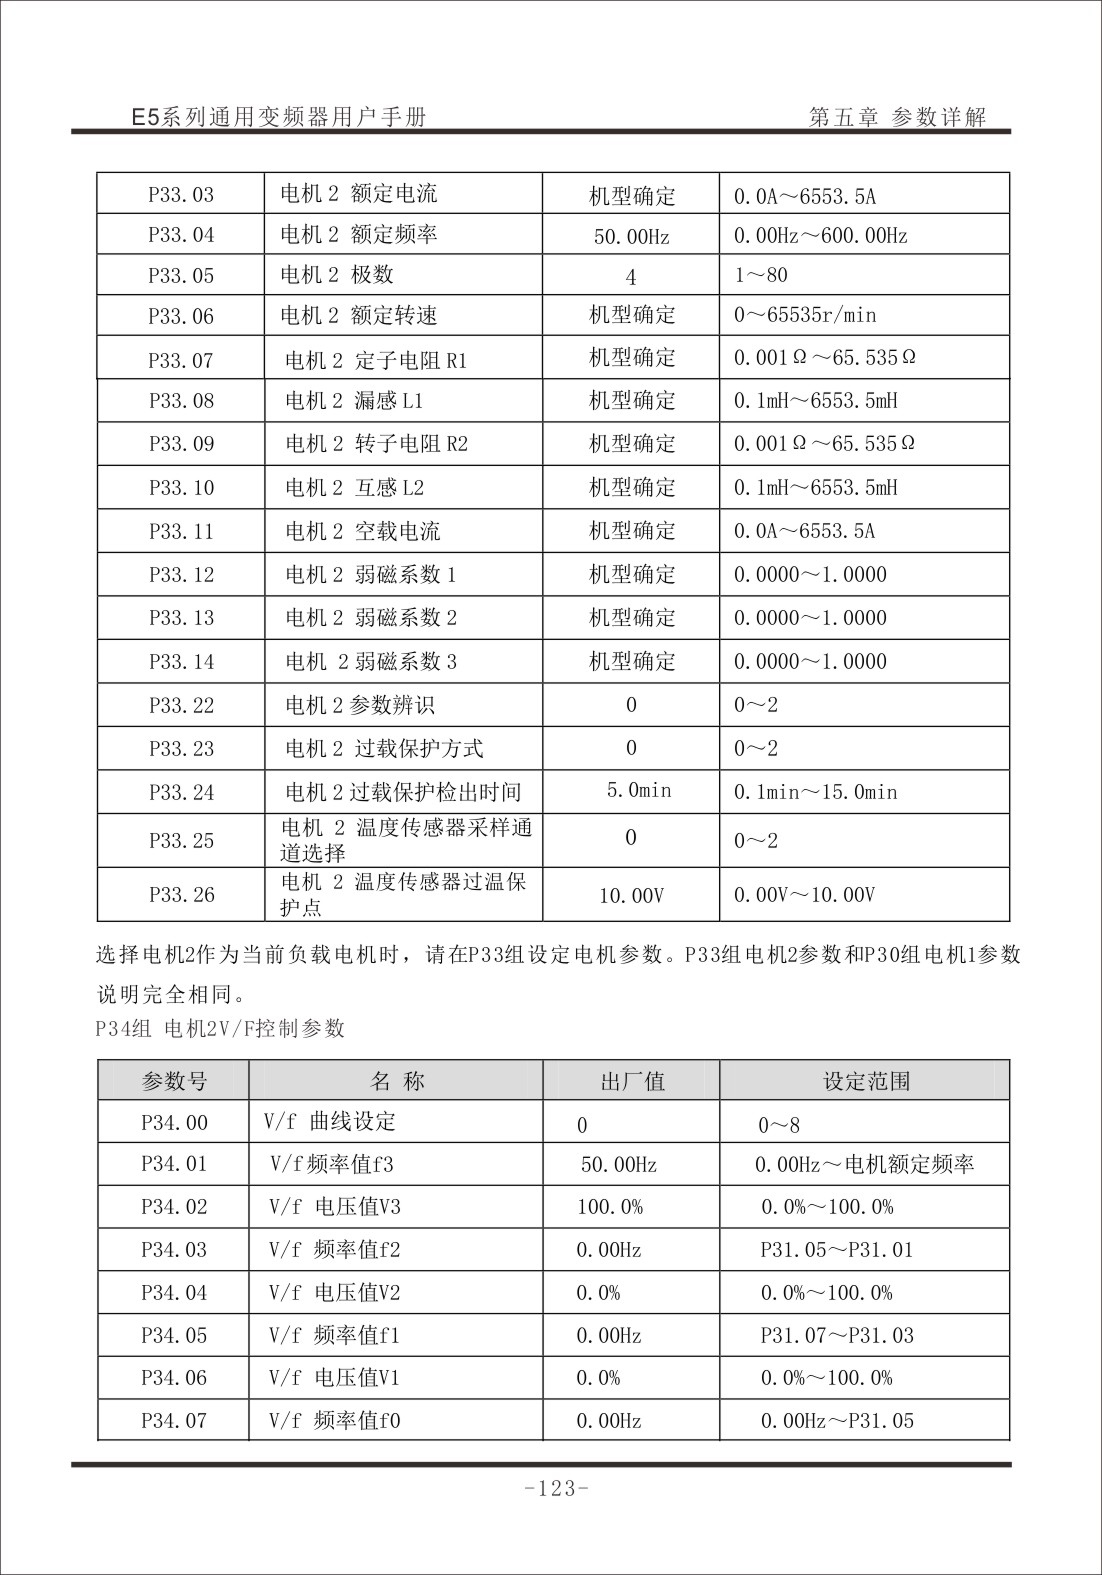 E5系列通用变频器用户手册 第五章 参数详解
P33.03 电机 2 额定电流 机型确定 0.0A～6553.5A
P33.04 电机 2 额定频率 50.00Hz 0.00Hz～600.00Hz
P33.05 电机 2 极数 4 1～80
P33.06 电机 2 额定转速 机型确定 0～65535r/min
P33.07 电机 2 定子电阻 R1 机型确定 0.001Ω～65.535Ω
P33.08 电机 2 漏感 L1 机型确定 0.1mH～6553.5mH
P33.09 电机 2 转子电阻 R2 机型确定 0.001Ω～65.535Ω
P33.10 电机 2 互感 L2 机型确定 0.1mH～6553.5mH
P33.11 电机 2 空载电流 机型确定 0.0A～6553.5A
P33.12 电机 2 弱磁系数 1 机型确定 0.0000～1.0000
P33.13 电机 2 弱磁系数 2 机型确定 0.0000～1.0000
P33.14 电机 2弱磁系数 3 机型确定 0.0000～1.0000
P33.22 电机 2 参数辨识 0 0～2
P33.23 电机 2 过载保护方式 0 0～2
P33.24 电机 2 过载保护检出时间 5.0min 0.1min～15.0min
P33.25 电机 2 温度传感器采样通
道选择 0 0～2
P33.26 电机 2 温度传感器过温保
护点 10.00V 0.00V～10.00V
选择电机2作为当前负载电机时，请在P33组设定电机参数。P33组电机2参数和P30组电机1参数
说明完全相同。
P34组 电机2V/F控制参数
参数号 名 称 出厂值 设定范围
P34.00 V/f 曲线设定 0 0～8
P34.01 V/f频率值f3 50.00Hz 0.00Hz～电机额定频率
P34.02 V/f 电压值V3 100.0% 0.0%～100.0%
P34.03 V/f 频率值f2 0.00Hz P31.05～P31.01
P34.04 V/f 电压值V2 0.0% 0.0%～100.0%
P34.05 V/f 频率值f1 0.00Hz P31.07～P31.03
P34.06 V/f 电压值V1 0.0% 0.0%～100.0%
P34.07 V/f 频率值f0 0.00Hz 0.00Hz～P31.05
-123-